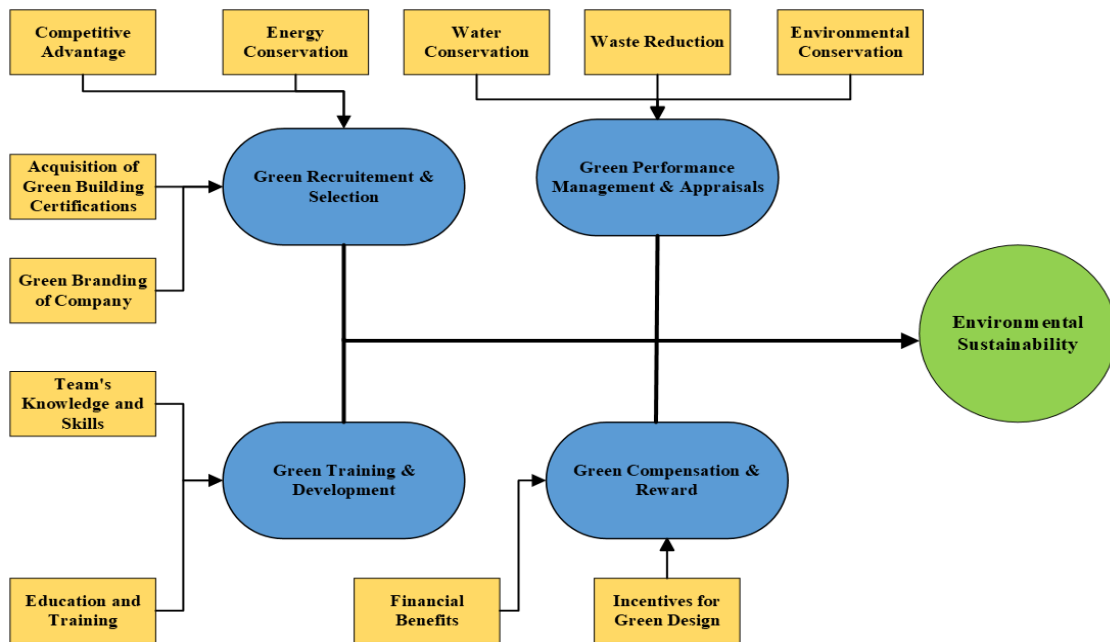 Competitive
Advantage
Energy
Conservation
Water
Conservation
Waste Reduction
Environmental
Conservation
Acquisition of
Green Building
Certifications
Green Recruitement &
Selection
Green Performance
Management & Appraisals
Green Branding
of Company
Environmental
Sustainability
Team's
Knowledge and
Skills
Green Training &
Development
Green Compensation &
Reward
Education and
Training
Financial
Benefits
Incentives for
Green Design